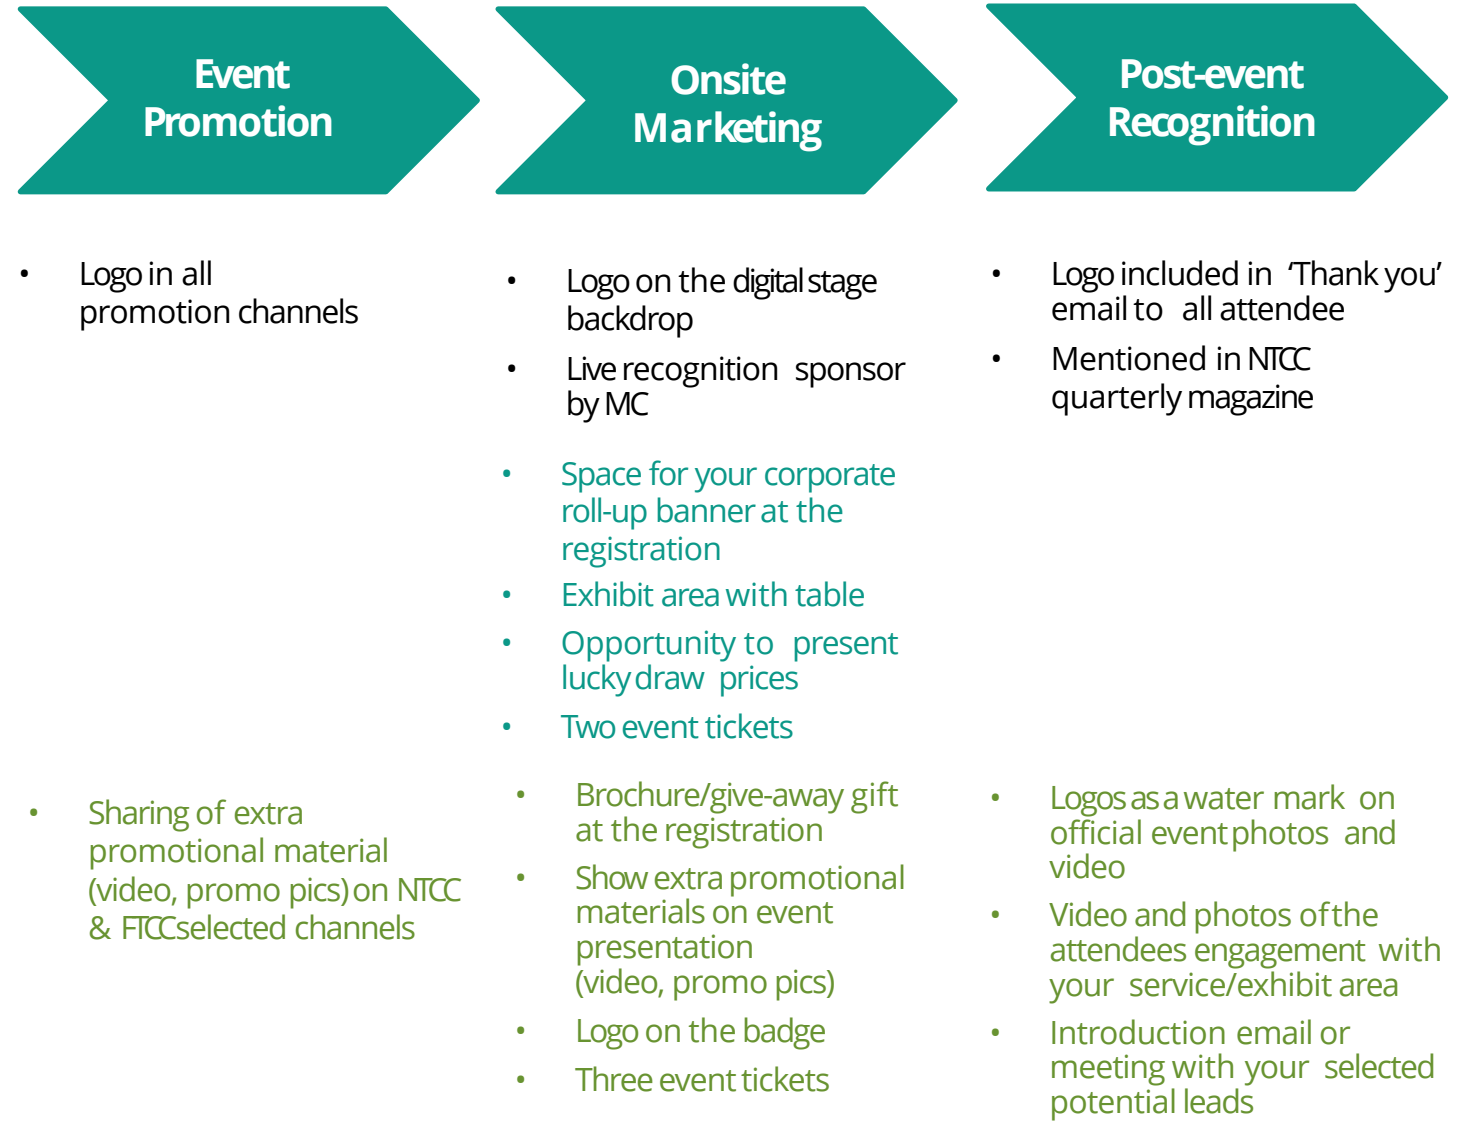 Event
Promotion
Onsite
Marketing
Post-event
Recognition
• Logo in all
promotion channels
• Logo on the digital stage
backdrop
• Live recognition sponsor
by MC
• Logo included in ‘Thank you’
email to all attendee
• Mentioned in NTCC
quarterly magazine
• Space for your corporate
roll-up banner at the
registration
• Exhibit area with table
• Opportunity to present
lucky draw prices
• Two event tickets
• Sharing of extra
promotional material
(video, promo pics) on NTCC
& FTCC selected channels
• Brochure/give-away gift
at the registration
• Show extra promotional
materials on event
presentation
(video, promo pics)
• Logo on the badge
• Three event tickets
• Logos as a water mark on
official event photos and
video
• Video and photos of the
attendees engagement with
your service/exhibit area
• Introduction email or
meeting with your selected
potential leads